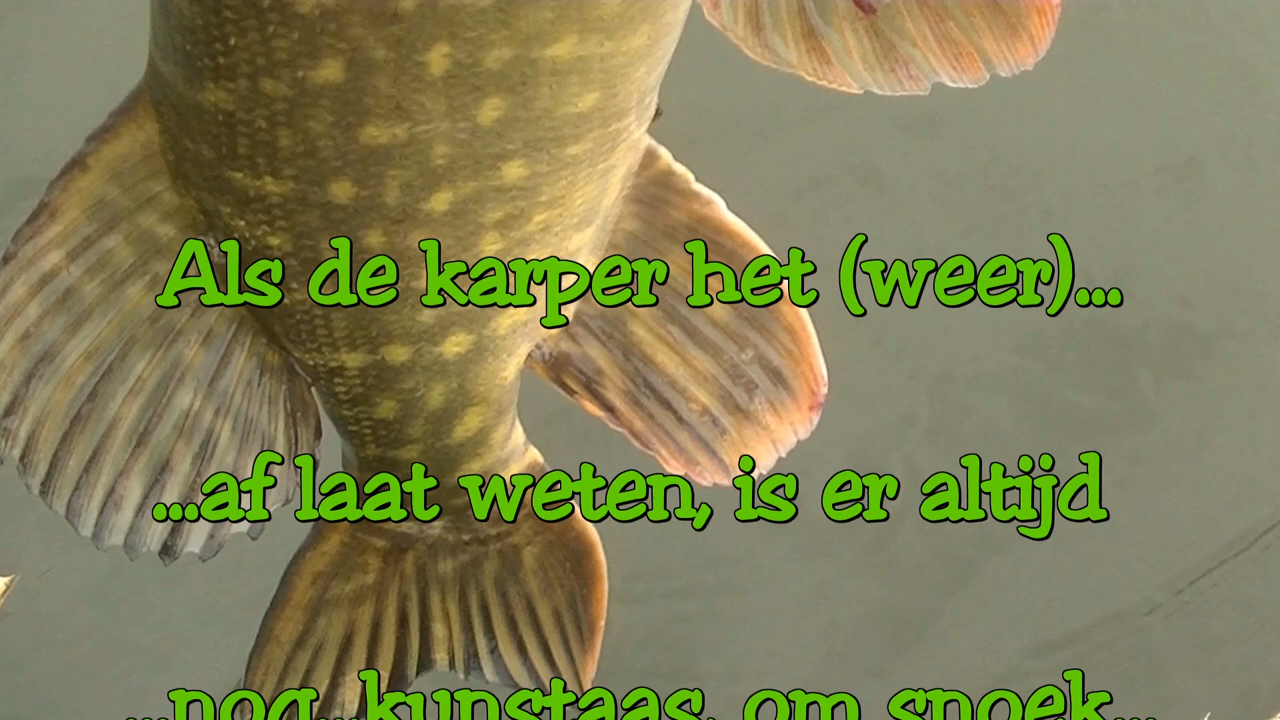 Als de karper het (weer)...
...af laat weten, is er altijd
...nog...kunstaas, om snoek...